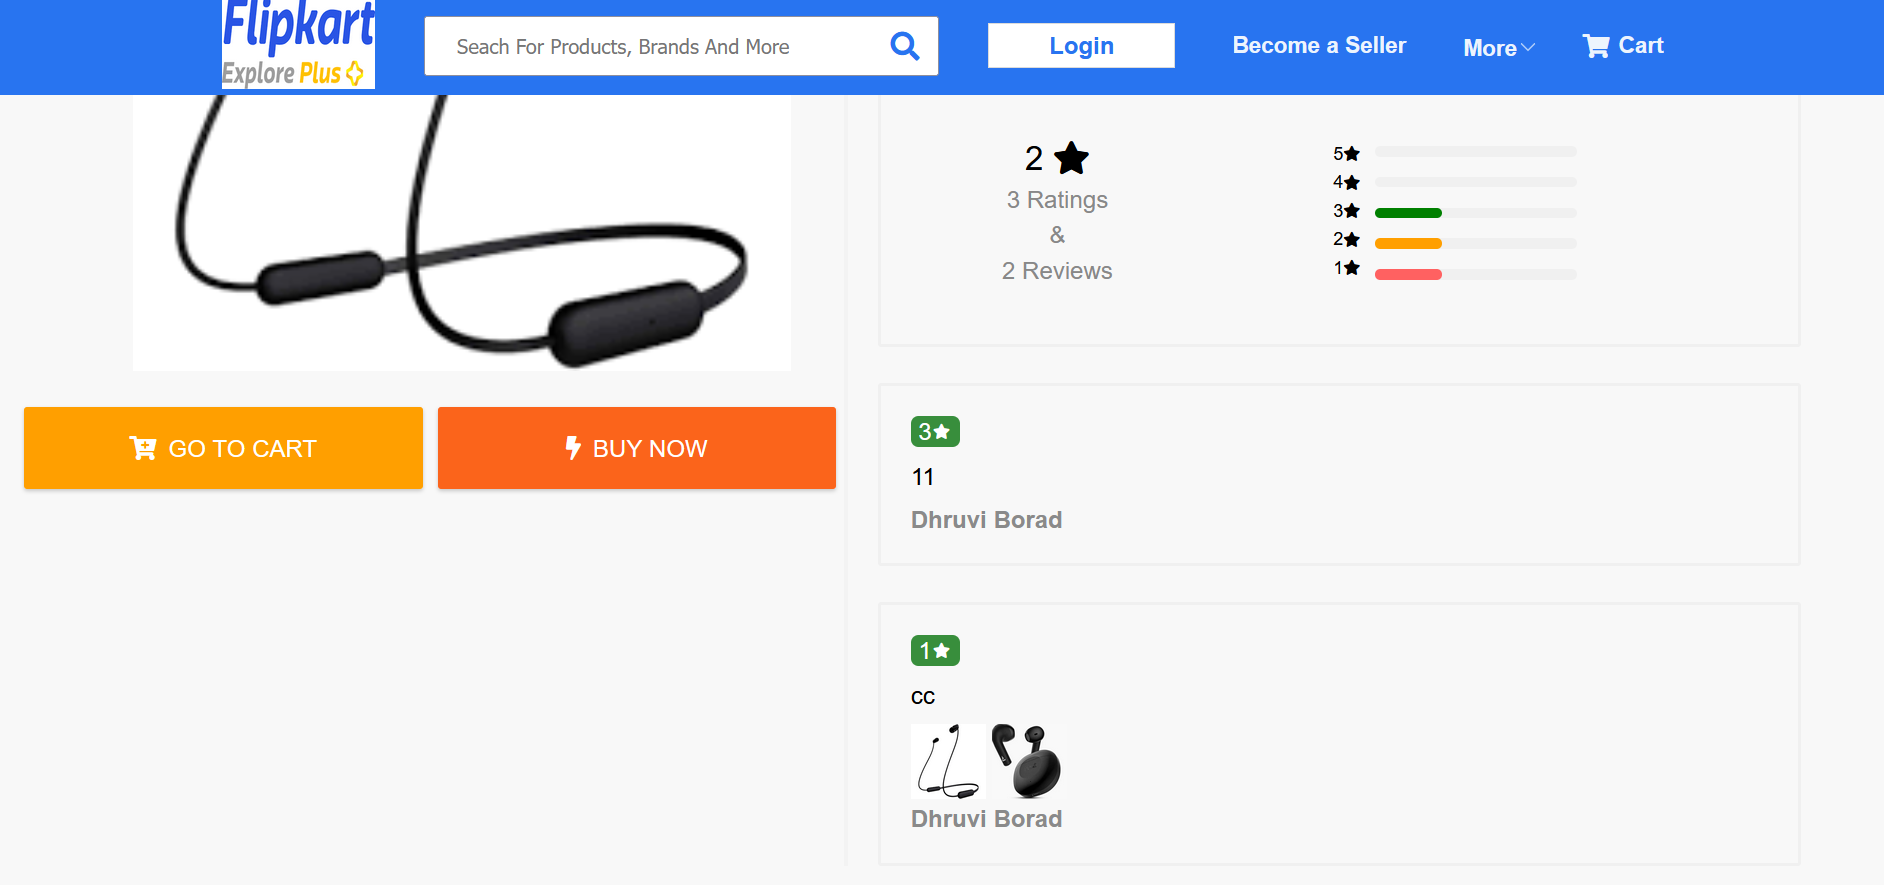 Flipkart
Explore Plus
Seach For Products, Brands And More
Login
Become a Seller
More
Cart
2
3 Ratings
&
2 Reviews
5
4
3
2
1
GO TO CART
BUY NOW
3
11
Dhruvi Borad
1
cc
Dhruvi Borad